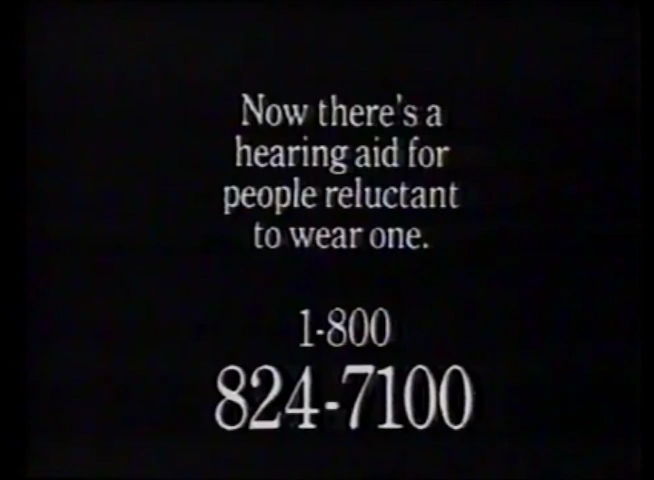 Now there's a
hearing aid for
people reluctant
to wear one.
1-800
824-7100